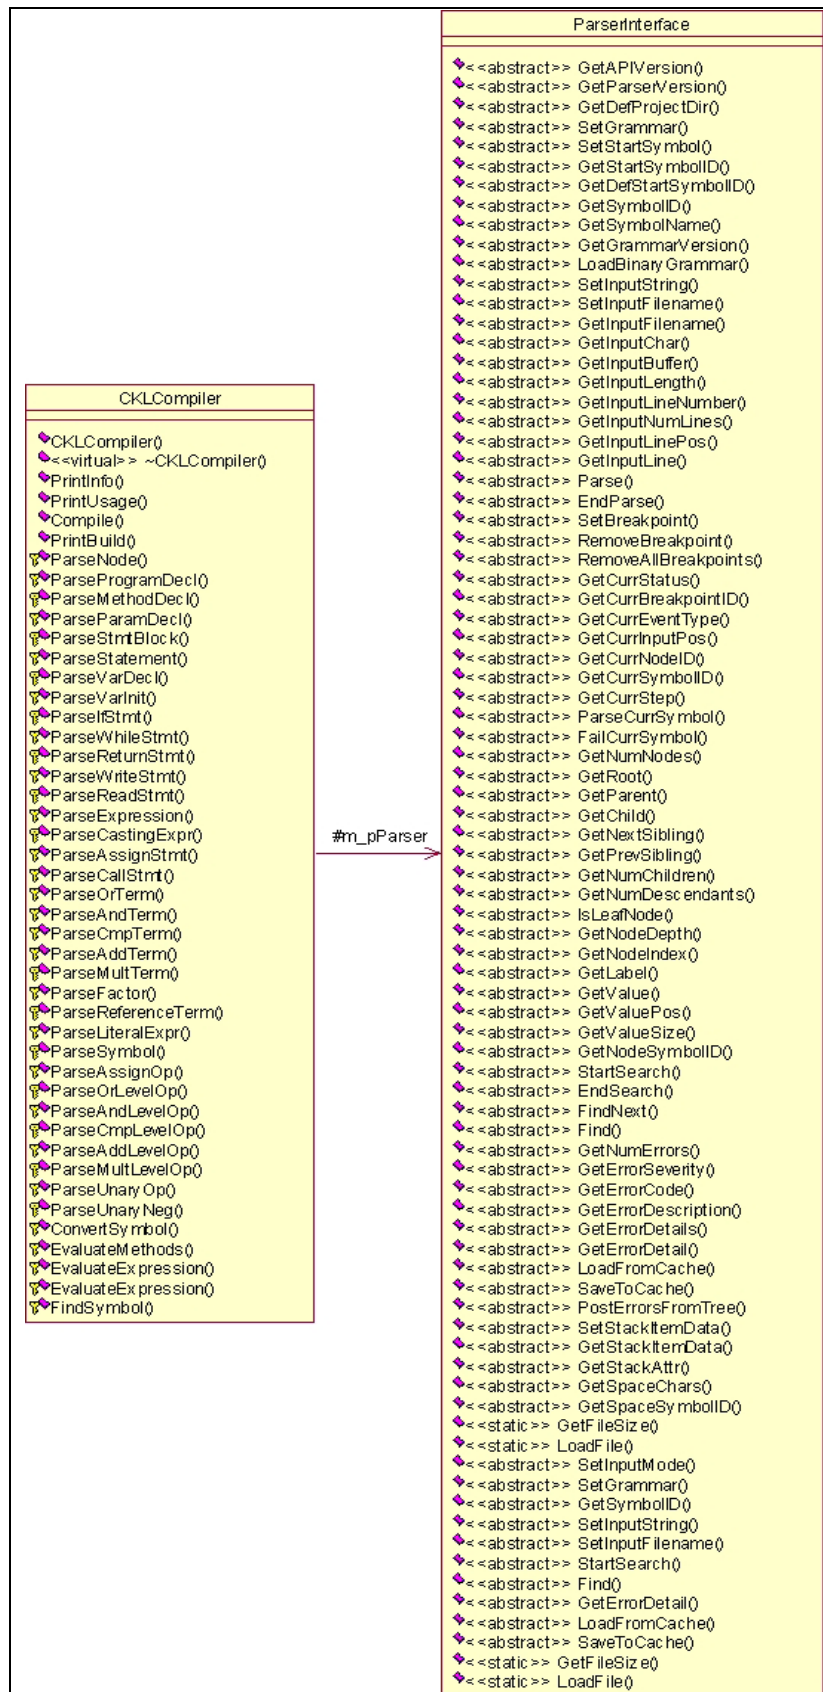 ParserInterface
<<abstract>> GetAPIVersion()
<<abstract>> GetParserVersion()
<<abstract>> GetDefProjectDir()
<<abstract>> SetGrammar()
<<abstract>> SetStartSymbol()
<<abstract>> GetStartSymbolID()
<<abstract>> GetDefStartSymbolID()
<<abstract>> GetSymbolID()
<<abstract>> GetSymbolName()
<<abstract>> GetGrammarVersion()
<<abstract>> LoadBinaryGrammar()
<<abstract>> SetInputString()
<<abstract>> SetInputFilename()
<<abstract>> GetInputFilename()
<<abstract>> GetInputChar()
<<abstract>> GetInputBuffer()
<<abstract>> GetInputLength()
<<abstract>> GetInputLineNumber()
<<abstract>> GetInputNumLines()
<<abstract>> GetInputLinePos()
<<abstract>> GetInputLine()
<<abstract>> Parse()
<<abstract>> EndParse()
<<abstract>> SetBreakpoint()
<<abstract>> RemoveBreakpoint()
<<abstract>> RemoveAllBreakpoints()
<<abstract>> GetCurrStatus()
<<abstract>> GetCurrBreakpointID()
<<abstract>> GetCurrEventType()
<<abstract>> GetCurrInputPos()
<<abstract>> GetCurrNodeID()
<<abstract>> GetCurrSymbolID()
<<abstract>> GetCurrStep()
<<abstract>> ParseCurrSymbol()
<<abstract>> FailCurrSymbol()
<<abstract>> GetNumNodes()
<<abstract>> GetRoot()
<<abstract>> GetParent()
<<abstract>> GetChild()
<<abstract>> GetNextSibling()
<<abstract>> GetPrevSibling()
<<abstract>> GetNumChildren()
<<abstract>> GetNumDescendants()
<<abstract>> IsLeafNode()
<<abstract>> GetNodeDepth()
<<abstract>> GetNodeIndex()
<<abstract>> GetLabel()
<<abstract>> GetValue()
<<abstract>> GetValuePos()
<<abstract>> GetValueSize()
<<abstract>> GetNodeSymbolID()
<<abstract>> StartSearch()
<<abstract>> EndSearch()
<<abstract>> FindNext()
<<abstract>> Find()
<<abstract>> GetNumErrors()
<<abstract>> GetErrorSeverity()
<<abstract>> GetErrorCode()
<<abstract>> GetErrorDescription()
<<abstract>> GetErrorDetails()
<<abstract>> GetErrorDetail()
<<abstract>> LoadFromCache()
<<abstract>> SaveToCache()
<<abstract>> PostErrorsFromTree()
<<abstract>> SetStackItemData()
<<abstract>> GetStackItemData()
<<abstract>> GetStackAttr()
<<abstract>> GetSpaceChars()
<<abstract>> GetSpaceSymbolID()
<<static>> GetFileSize()
<<static>> LoadFile()
<<abstract>> SetInputMode()
<<abstract>> SetGrammar()
<<abstract>> GetSymbolID()
<<abstract>> SetInputString()
<<abstract>> SetInputFilename()
<<abstract>> StartSearch()
<<abstract>> Find()
<<abstract>> GetErrorDetail()
<<abstract>> LoadFromCache()
<<abstract>> SaveToCache()
<<static>> GetFileSize()
<<static>> LoadFile()
CKLCompiler
CKLCompiler()
<<virtual>> ~CKLCompiler()
PrintInfo()
PrintUsage()
Compile()
PrintBuild()
ParseNode()
ParseProgramDecl()
ParseMethodDecl()
ParseParamDecl()
ParseStmtBlock()
ParseStatement()
ParseVarDecl()
ParseVarInit()
ParseIfStmt()
ParseWhileStmt()
ParseReturnStmt()
ParseWriteStmt()
ParseReadStmt()
ParseExpression()
ParseCastingExpr()
ParseAssignStmt()
ParseCallStmt()
ParseOrTerm()
ParseAndTerm()
ParseCmpTerm()
ParseAddTerm()
ParseMultTerm()
ParseFactor()
ParseReferenceTerm()
ParseLiteralExpr()
ParseSymbol()
ParseAssignOp()
ParseOrLevelOp()
ParseAndLevelOp()
ParseCmpLevelOp()
ParseAddLevelOp()
ParseMultLevelOp()
ParseUnaryOp()
ParseUnaryNeg()
ConvertSymbol()
EvaluateMethods()
EvaluateExpression()
EvaluateExpression()
FindSymbol()
#m_pParser